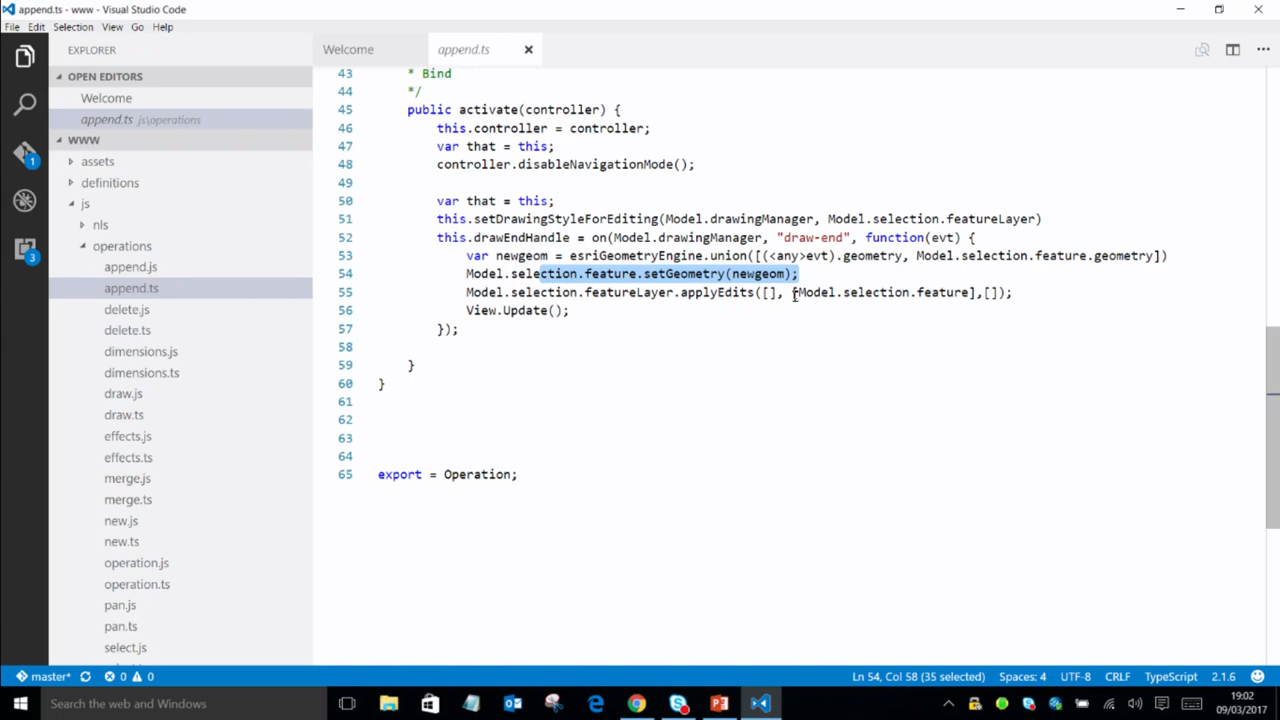 append.ts - www - Visual Studio Code
File Edit Selection View Go Help
EXPLORER
OPEN EDITORS
Welcome
append.ts js\operations
WWW
assets
definitions
js
nls
operations
append.js
append.ts
delete.js
delete.ts
dimensions.js
dimensions.ts
draw.js
draw.ts
effects.js
effects.ts
merge.js
merge.ts
new.js
new.ts
operation.js
operation.ts
pan.js
pan.ts
select.js
1
3
Welcome append.ts
43 * Bind
44 */
45 public activate(controller) {
46 this.controller = controller;
47 var that = this;
48 controller.disableNavigationMode();
49
50 var that = this;
51 this.setDrawingStyleForEditing(Model.drawingManager, Model.selection.featureLayer)
52 this.drawEndHandle = on(Model.drawingManager, "draw-end", function(evt) {
53 var newgeom = esriGeometryEngine.union([(<any>evt).geometry, Model.selection.feature.geometry])
54 Model.selection.feature.setGeometry(newgeom);
55 Model.selection.featureLayer.applyEdits([], [Model.selection.feature],[]);
56 View.Update();
57 });
58
59 }
60 }
61
62
63
64
65 export = Operation;
master* 0 0 Ln 54, Col 58 (35 selected) Spaces: 4 UTF-8 CRLF TypeScript 2.1.6
Search the web and Windows
19:02
09/03/2017